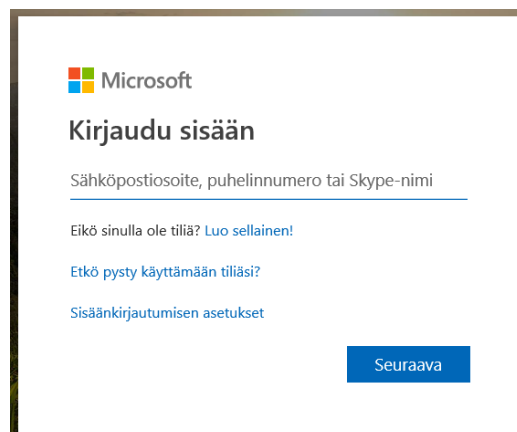 Microsoft
Kirjaudu sisään
Sähköpostiosoite, puhelinnumero tai Skype-nimi
Eikö sinulla ole tiliä? Luo sellainen!
Etkö pysty käyttämään tiliäsi?
Sisäänkirjautumisen asetukset
Seuraava